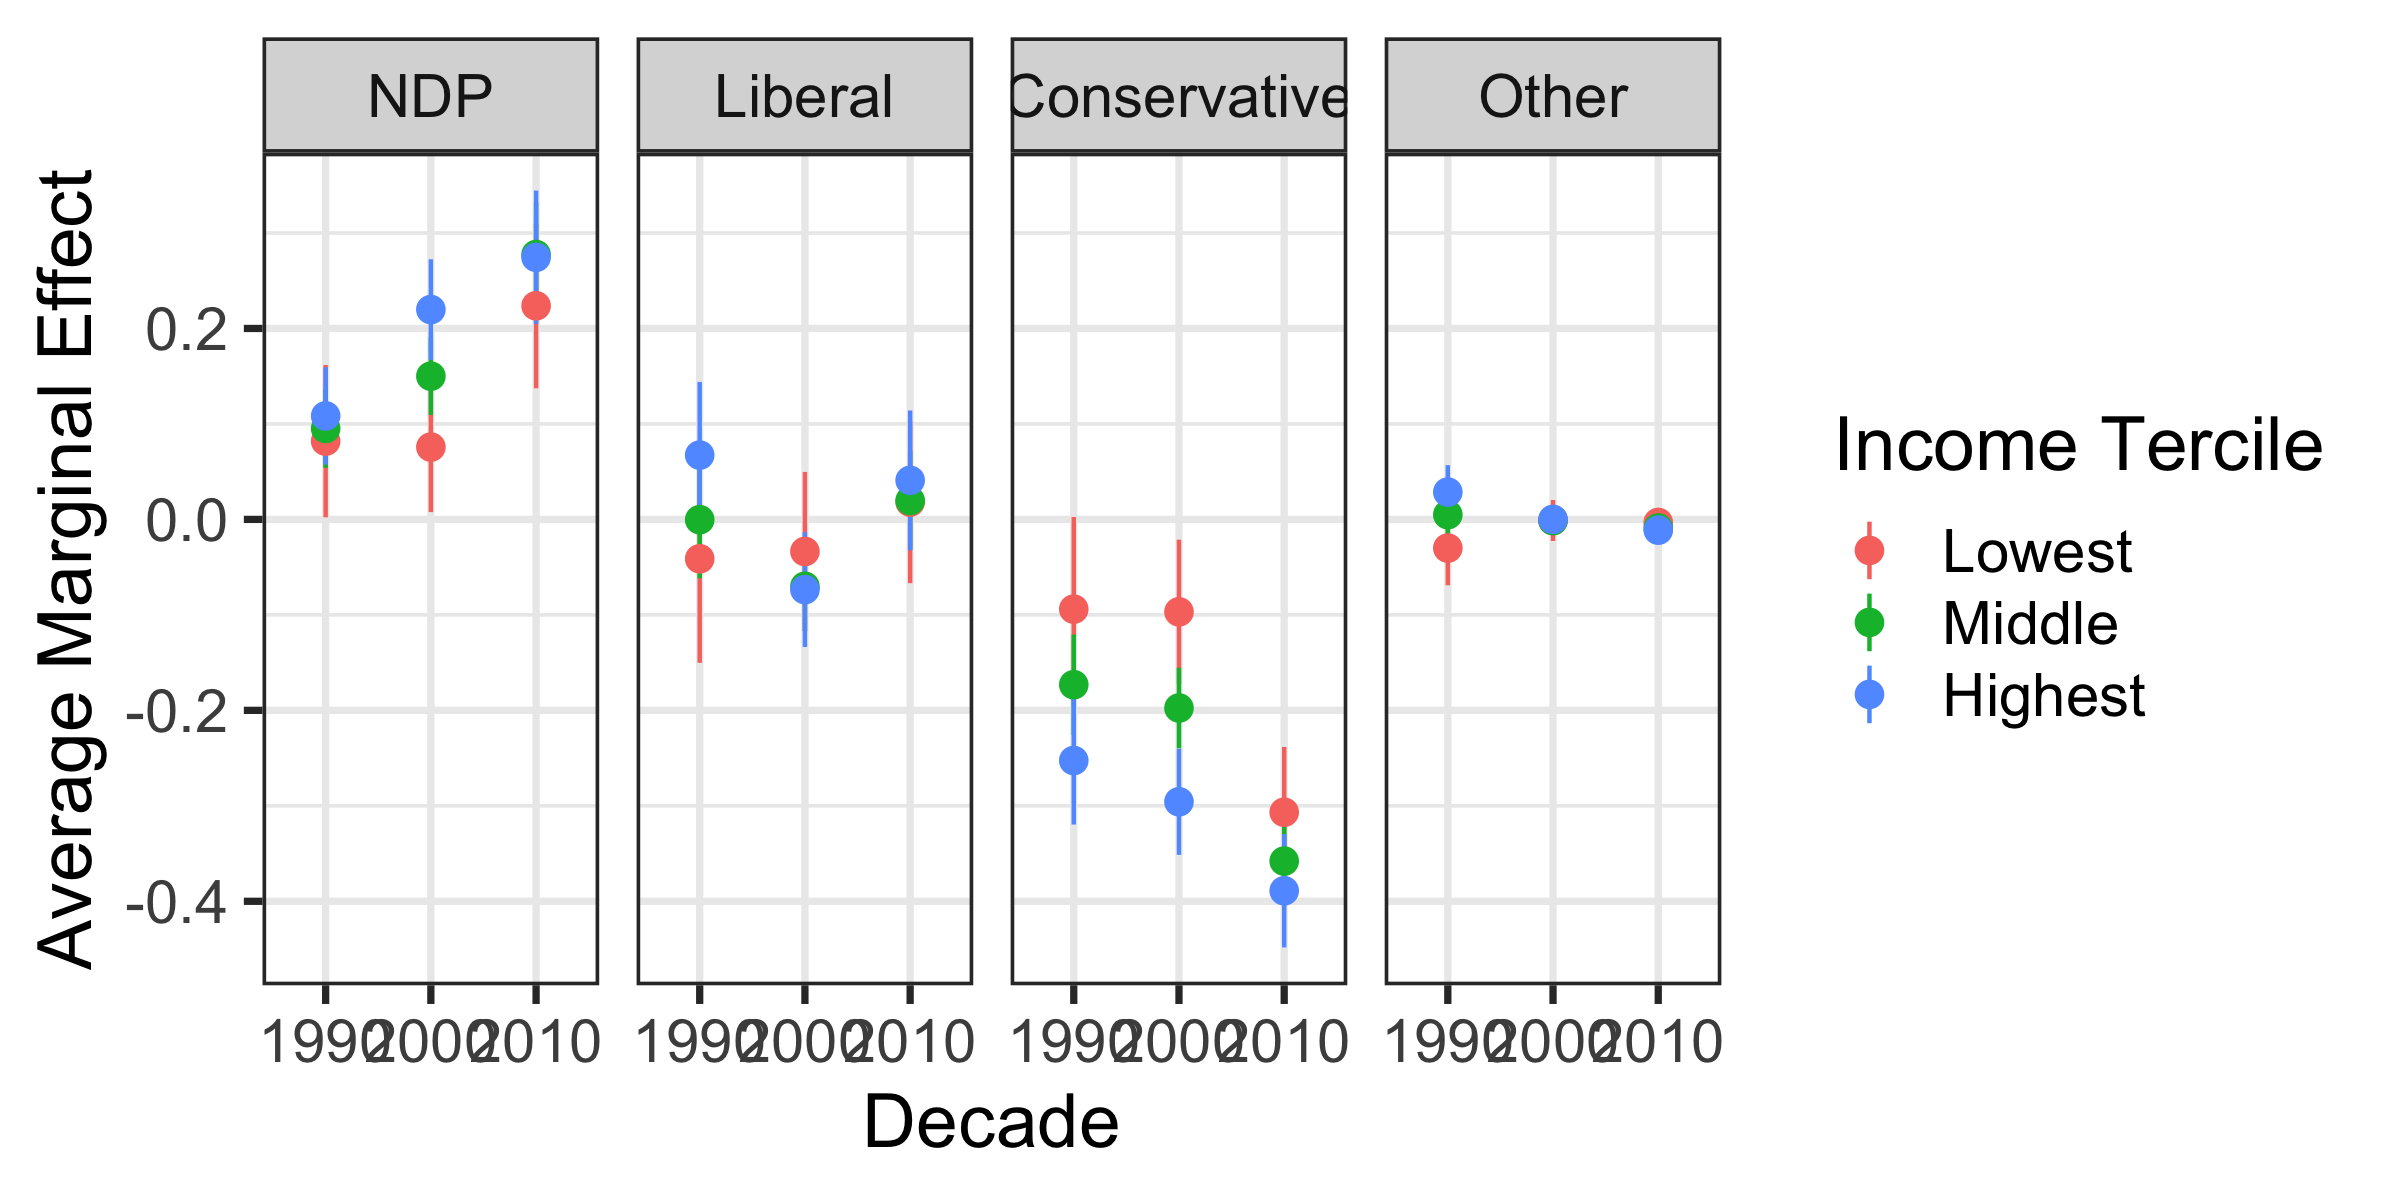 NDP Liberal Conservative Other
Average Marginal Effect
0.2
0.0
-0.2
-0.4
Income Tercile
Lowest
Middle
Highest
1990 2000 2010 1990 2000 2010 1990 2000 2010 1990 2000 2010
Decade